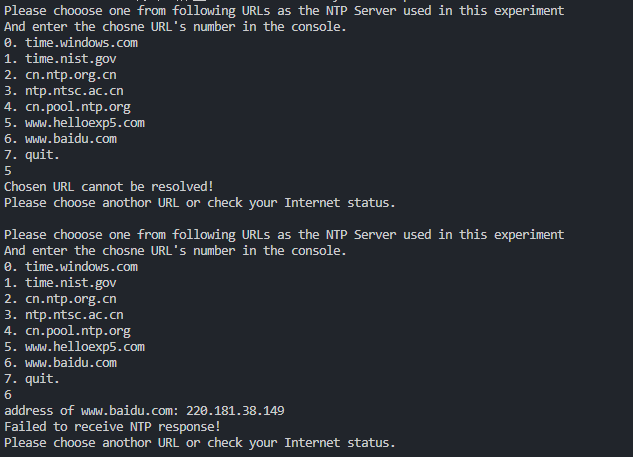 Please chooose one from following URLs as the NTP Server used in this experiment
And enter the chosne URL's number in the console.
0. time.windows.com
1. time.nist.gov
2. cn.ntp.org.cn
3. ntp.ntsc.ac.cn
4. cn.pool.ntp.org
5. www.helloexp5.com
6. www.baidu.com
7. quit.
5
Chosen URL cannot be resolved!
Please choose anothor URL or check your Internet status.

Please chooose one from following URLs as the NTP Server used in this experiment
And enter the chosne URL's number in the console.
0. time.windows.com
1. time.nist.gov
2. cn.ntp.org.cn
3. ntp.ntsc.ac.cn
4. cn.pool.ntp.org
5. www.helloexp5.com
6. www.baidu.com
7. quit.
6
address of www.baidu.com: 220.181.38.149
Failed to receive NTP response!
Please choose anothor URL or check your Internet status.